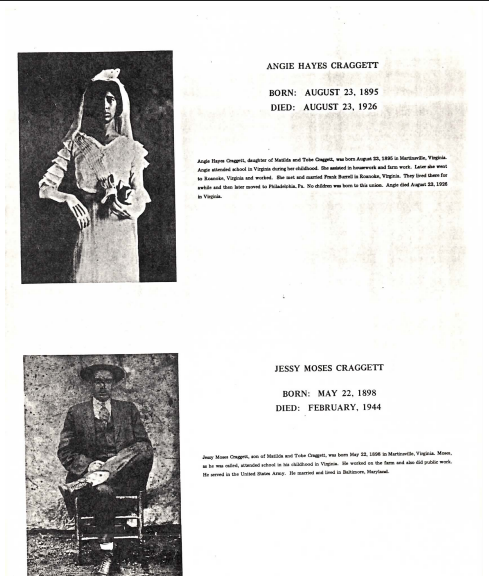 ANGIE HAYES CRAGGETT
BORN: AUGUST 23, 1895
DIED: AUGUST 23, 1926
Angie Hayes Craggett, daughter of Matilda and Tobe Craggett, was born August 23, 1895 in Martinsville, Virginia.
Angie attended school in Virginia during her childhood. She assisted in housework and farm work. Later she went
to Roanoke, Virginia and worked. She met and married Frank Burrell in Roanoke, Virginia. They lived there for
awhile and then later moved to Philadelphia, Pa. No children was born to this union. Angie died August 23, 1926
in Virginia.
JESSY MOSES CRAGGETT
BORN: MAY 22, 1898
DIED: FEBRUARY, 1944
Jessy Moses Craggett, son of Matilda and Tobe Craggett, was born May 22, 1898 in Martinsville, Virginia. Moses,
as he was called, attended school in his childhood in Virginia. He worked on the farm and also did public work.
He served in the United States Army. He married and lived in Baltimore, Maryland.